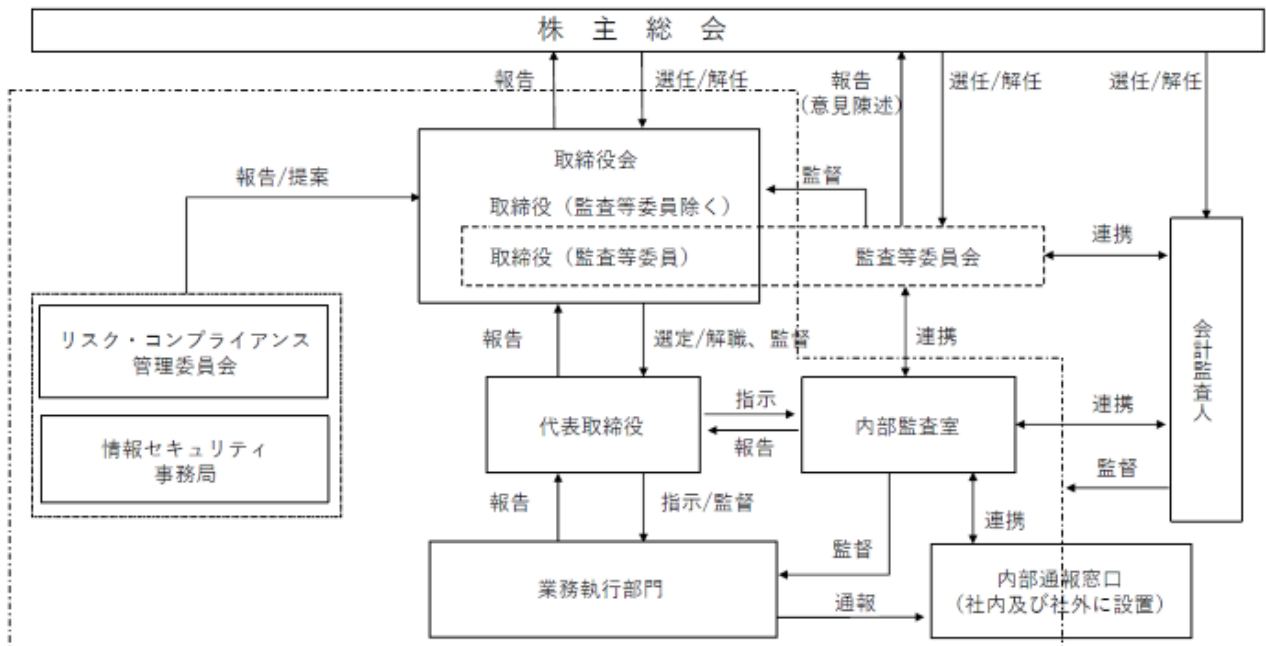 株主総会
報告
選任/解任
報告
(意見陳述)
選任/解任
選任/解任
取締役会
取締役（監査等委員除く）
取締役（監査等委員）
監査等委員会
監督
報告/提案
連携
リスク・コンプライアンス
管理委員会
情報セキュリティ
事務局
報告
選定/解職、監督
連携
会計監査人
代表取締役
指示
報告
内部監査室
連携
監督
報告
指示/監督
監督
連携
業務執行部門
通報
内部通報窓口
(社内及び社外に設置)